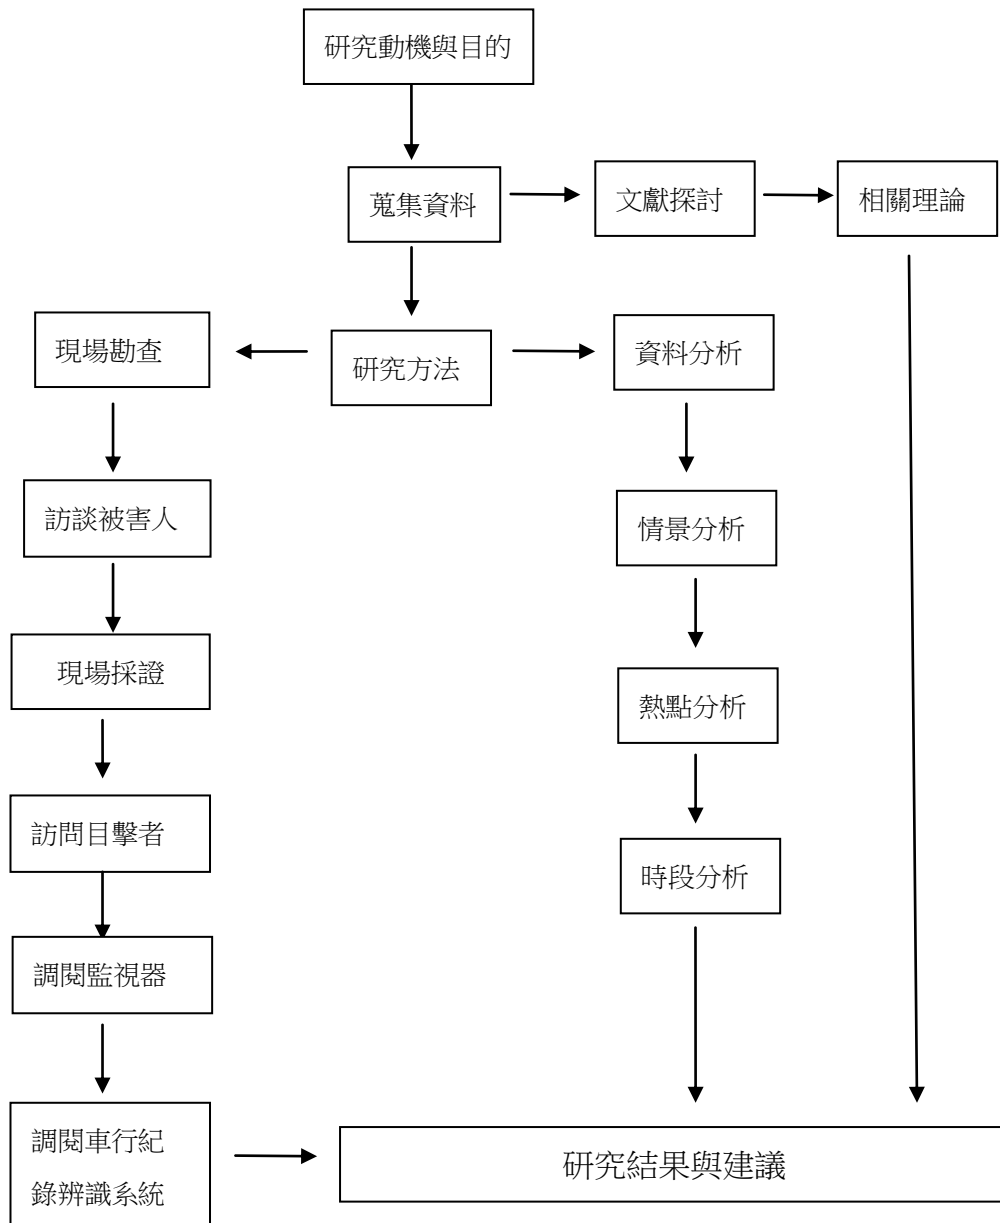 研究動機與目的
蒐集資料
文獻探討
相關理論
現場勘查
研究方法
資料分析
訪談被害人
情景分析
現場採證
熱點分析
訪問目擊者
時段分析
調閱監視器
調閱車行紀
錄辨識系統
研究結果與建議